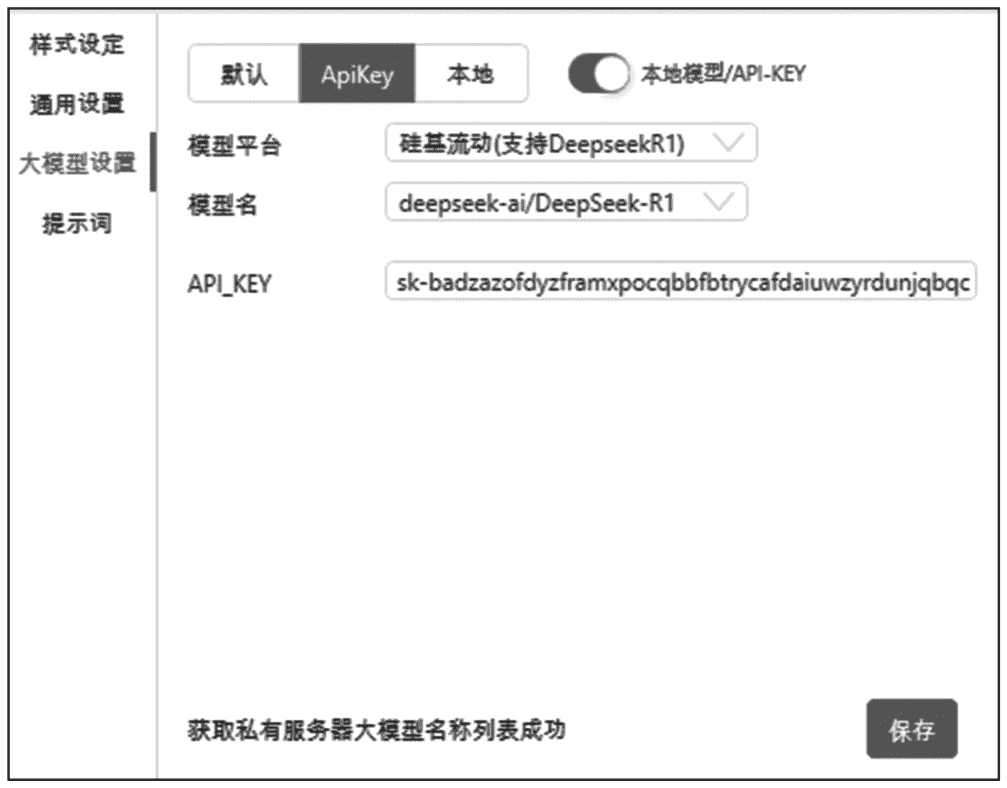 样式设定
通用设置
大模型设置
提示词
默认 ApiKey 本地 本地模型/API-KEY
模型平台 硅基流动(支持DeepseekR1)
模型名 deepseek-ai/DeepSeek-R1
API_KEY sk-badzazofdyzframxpocqbbfbtrycafdaiuwzyrdunjqbqc
获取私有服务器大模型名称列表成功 保存